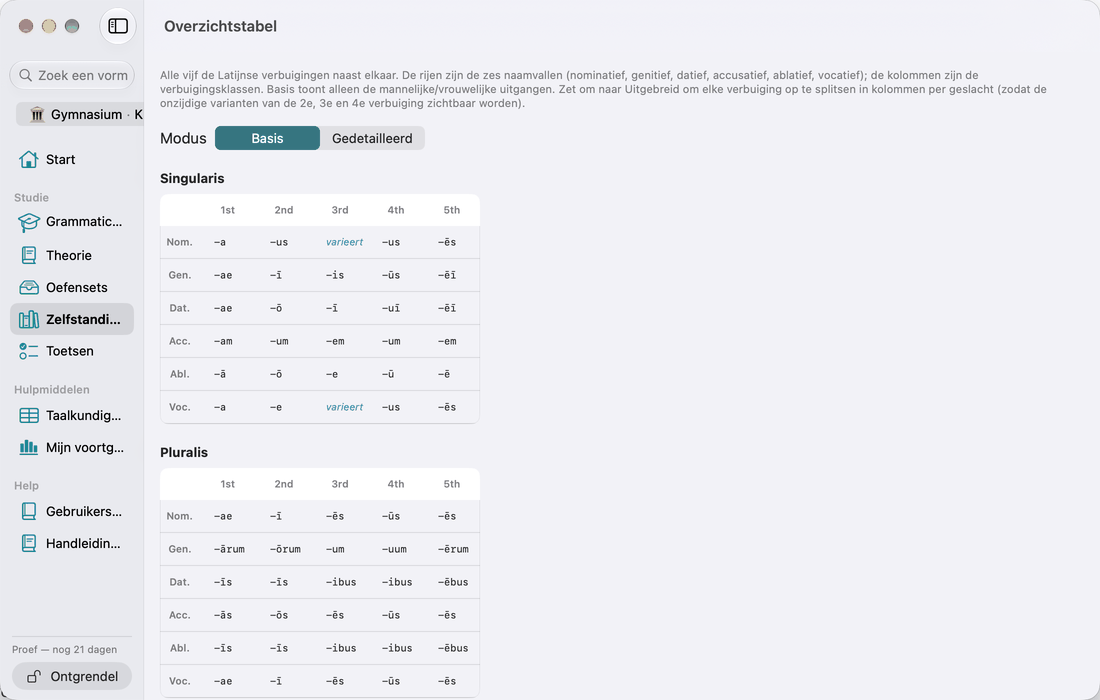 Overzichtstabel
Zoek een vorm
Gymnasium · K
Start
Studie
Grammatic...
Theorie
Oefensets
Zelfstandi...
Toetsen
Hulpmiddelen
Taalkundig...
Mijn voortg...
Help
Gebruikers...
Handleidin...
Proef — nog 21 dagen
Ontgrendel
Alle vijf de Latijnse verbuigingen naast elkaar. De rijen zijn de zes naamvallen (nominatief, genitief, datief, accusatief, ablatief, vocatief); de kolommen zijn de
verbuigingsklassen. Basis toont alleen de mannelijke/vrouwelijke uitgangen. Zet om naar Uitgebreid om elke verbuiging op te splitsen in kolommen per geslacht (zodat de
onzijdige varianten van de 2e, 3e en 4e verbuiging zichtbaar worden).
Modus Basis Gedetailleerd
Singularis
1st 2nd 3rd 4th 5th
Nom. –a –us varieert –us –ēs
Gen. –ae –ī –is –ūs –ēī
Dat. –ae –ō –ī –uī –ēī
Acc. –am –um –em –um –em
Abl. –ā –ō –e –ū –ē
Voc. –a –e varieert –us –ēs
Pluralis
1st 2nd 3rd 4th 5th
Nom. –ae –ī –ēs –ūs –ēs
Gen. –ārum –ōrum –um –uum –ērum
Dat. –īs –īs –ibus –ibus –ēbus
Acc. –ās –ōs –ēs –ūs –ēs
Abl. –īs –īs –ibus –ibus –ēbus
Voc. –ae –ī –ēs –ūs –ēs